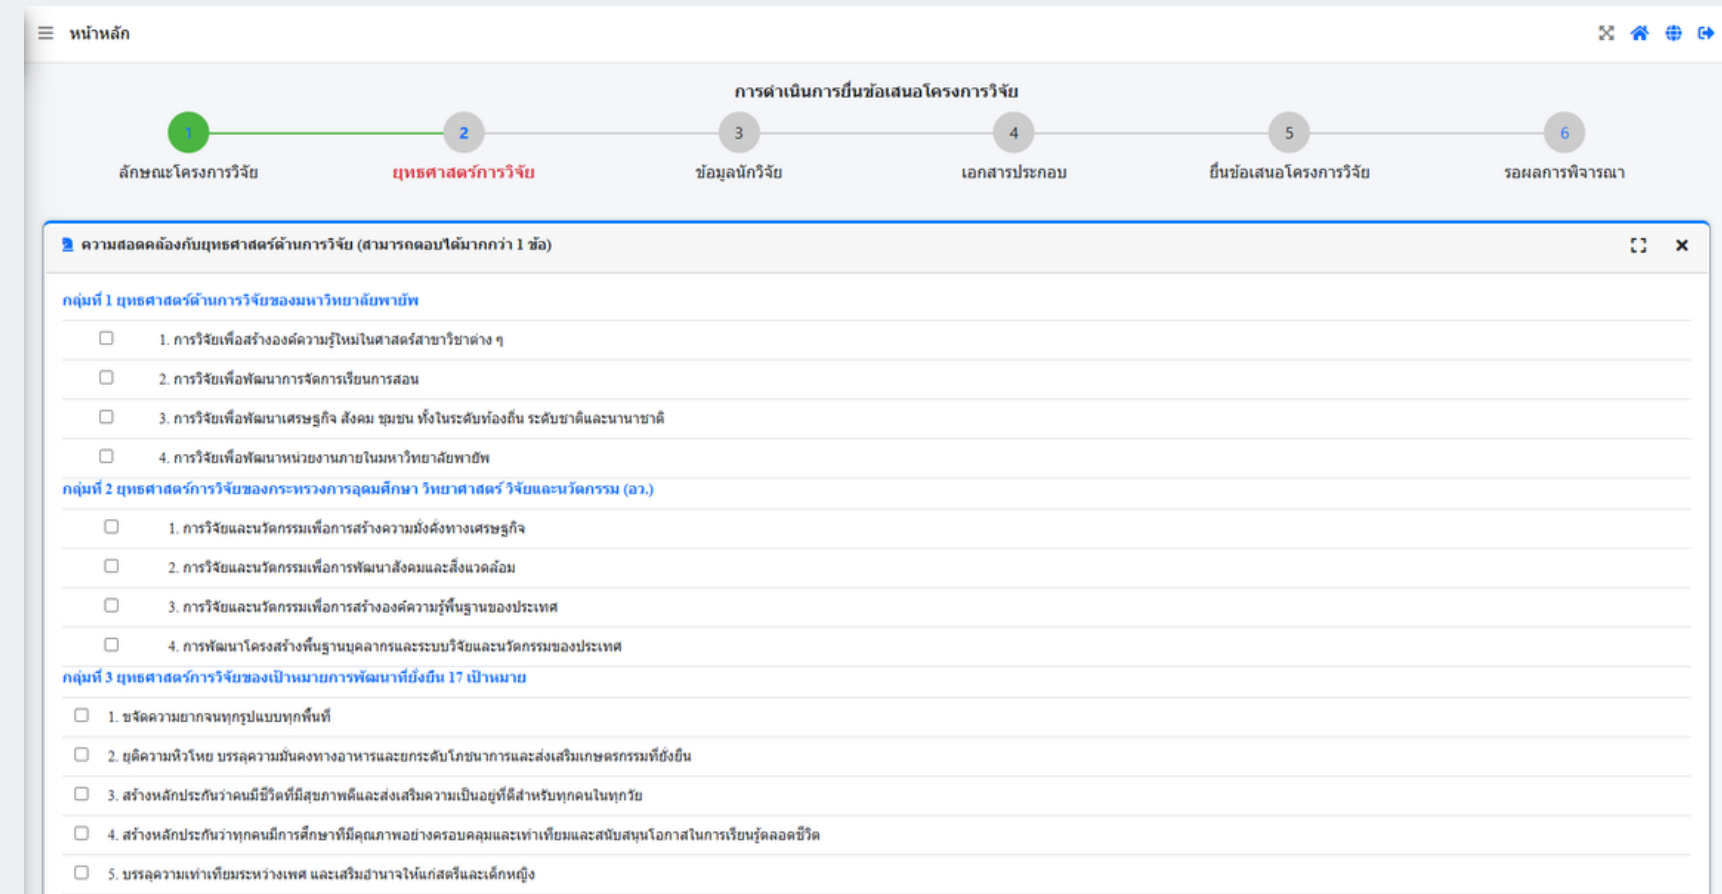 หน้าหลัก
การดำเนินการยื่นข้อเสนอโครงการวิจัย
1 2 3 4 5 6
ลักษณะโครงการวิจัย ยุทธศาสตร์การวิจัย ข้อมูลนักวิจัย เอกสารประกอบ ยื่นข้อเสนอโครงการวิจัย รอผลการพิจารณา
ความสอดคล้องกับยุทธศาสตร์ด้านการวิจัย (สามารถตอบได้มากกว่า 1 ข้อ)
กลุ่มที่ 1 ยุทธศาสตร์ด้านการวิจัยของมหาวิทยาลัยพายัพ
1. การวิจัยเพื่อสร้างองค์ความรู้ใหม่ในศาสตร์สาขาวิชาต่าง ๆ
2. การวิจัยเพื่อพัฒนาการจัดการเรียนการสอน
3. การวิจัยเพื่อพัฒนาเศรษฐกิจ สังคม ชุมชน ทั้งในระดับท้องถิ่น ระดับชาติและนานาชาติ
4. การวิจัยเพื่อพัฒนาหน่วยงานภายในมหาวิทยาลัยพายัพ
กลุ่มที่ 2 ยุทธศาสตร์การวิจัยของกระทรวงการอุดมศึกษา วิทยาศาสตร์ วิจัยและนวัตกรรม (อว.)
1. การวิจัยและนวัตกรรมเพื่อการสร้างความมั่งคั่งทางเศรษฐกิจ
2. การวิจัยและนวัตกรรมเพื่อการพัฒนาสังคมและสิ่งแวดล้อม
3. การวิจัยและนวัตกรรมเพื่อการสร้างองค์ความรู้พื้นฐานของประเทศ
4. การพัฒนาโครงสร้างพื้นฐานบุคลากรและระบบวิจัยและนวัตกรรมของประเทศ
กลุ่มที่ 3 ยุทธศาสตร์การวิจัยของเป้าหมายการพัฒนาที่ยั่งยืน 17 เป้าหมาย
1. ขจัดความยากจนทุกรูปแบบทุกพื้นที่
2. ยุติความหิวโหย บรรลุความมั่นคงทางอาหารและยกระดับโภชนาการและส่งเสริมเกษตรกรรมที่ยั่งยืน
3. สร้างหลักประกันว่าคนมีชีวิตที่มีสุขภาพดีและส่งเสริมความเป็นอยู่ที่ดีสำหรับทุกคนในทุกวัย
4. สร้างหลักประกันว่าทุกคนมีการศึกษาที่มีคุณภาพอย่างครอบคลุมและเท่าเทียมและสนับสนุนโอกาสในการเรียนรู้ตลอดชีวิต
5. บรรลุความเท่าเทียมระหว่างเพศ และเสริมอำนาจให้แก่สตรีและเด็กหญิง